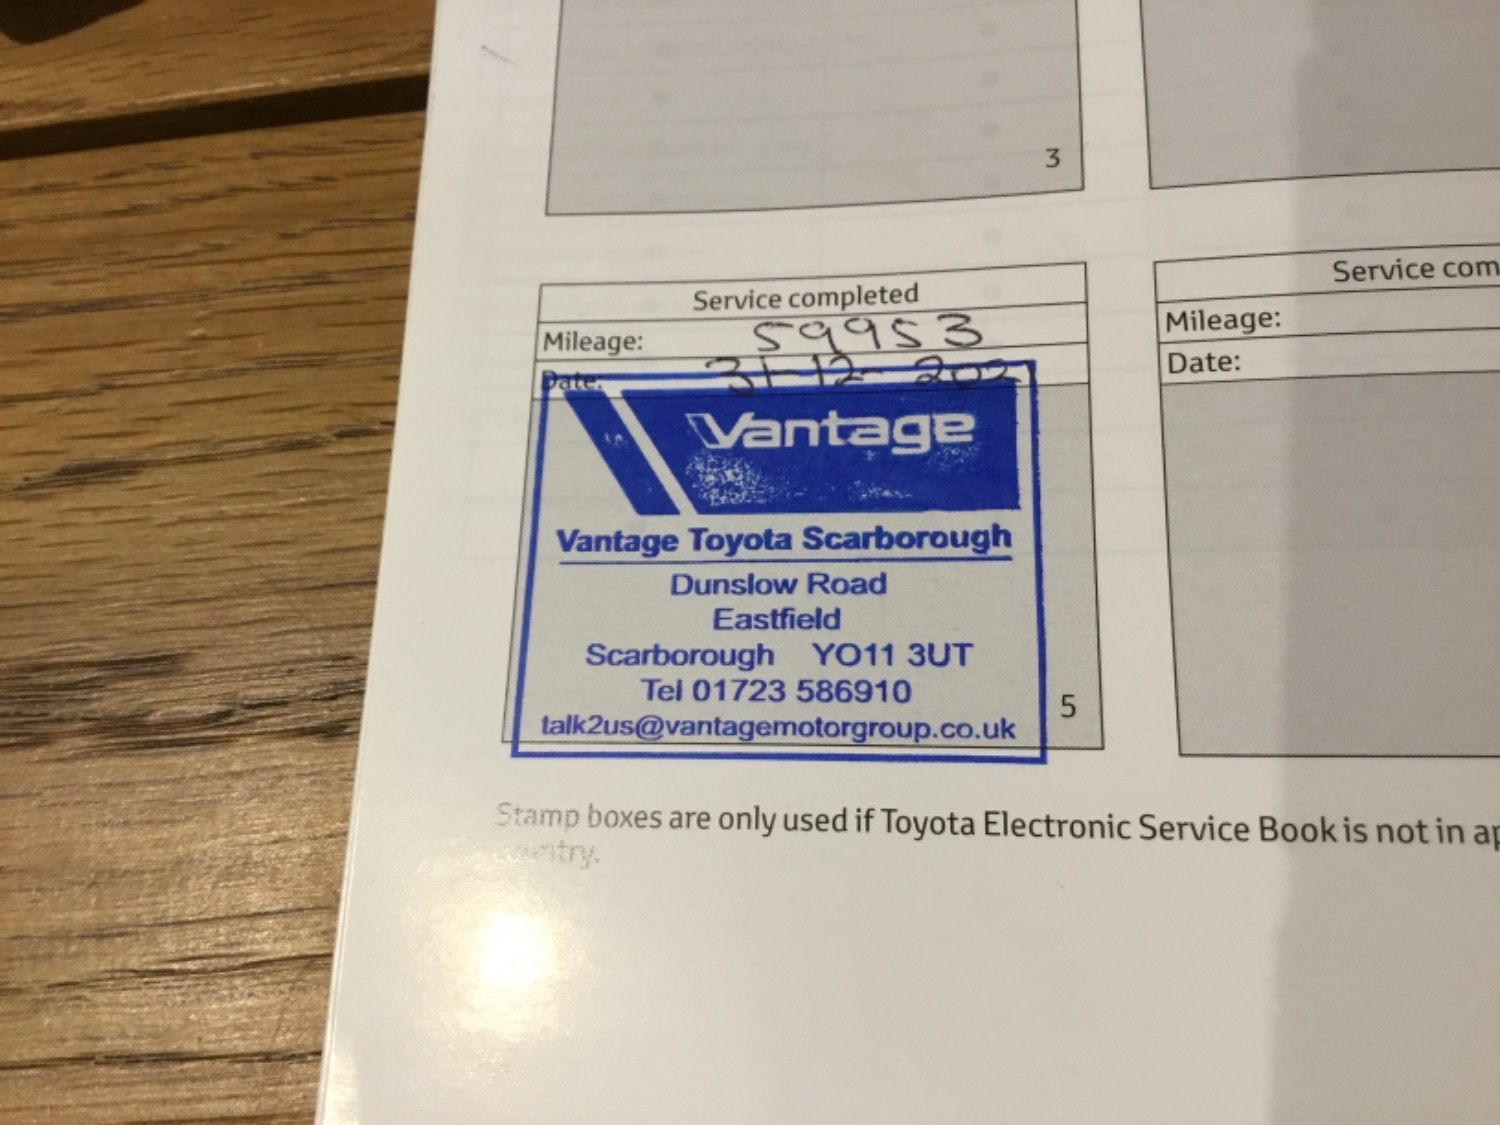 3
Service completed
Mileage: 59953
Date: 31-12-2021
Vantage
Vantage Toyota Scarborough
Dunslow Road
Eastfield
Scarborough YO11 3UT
Tel 01723 586910
talk2us@vantagemotorgroup.co.uk
5
Service com
Mileage:
Date:
Stamp boxes are only used if Toyota Electronic Service Book is not in ap
country.